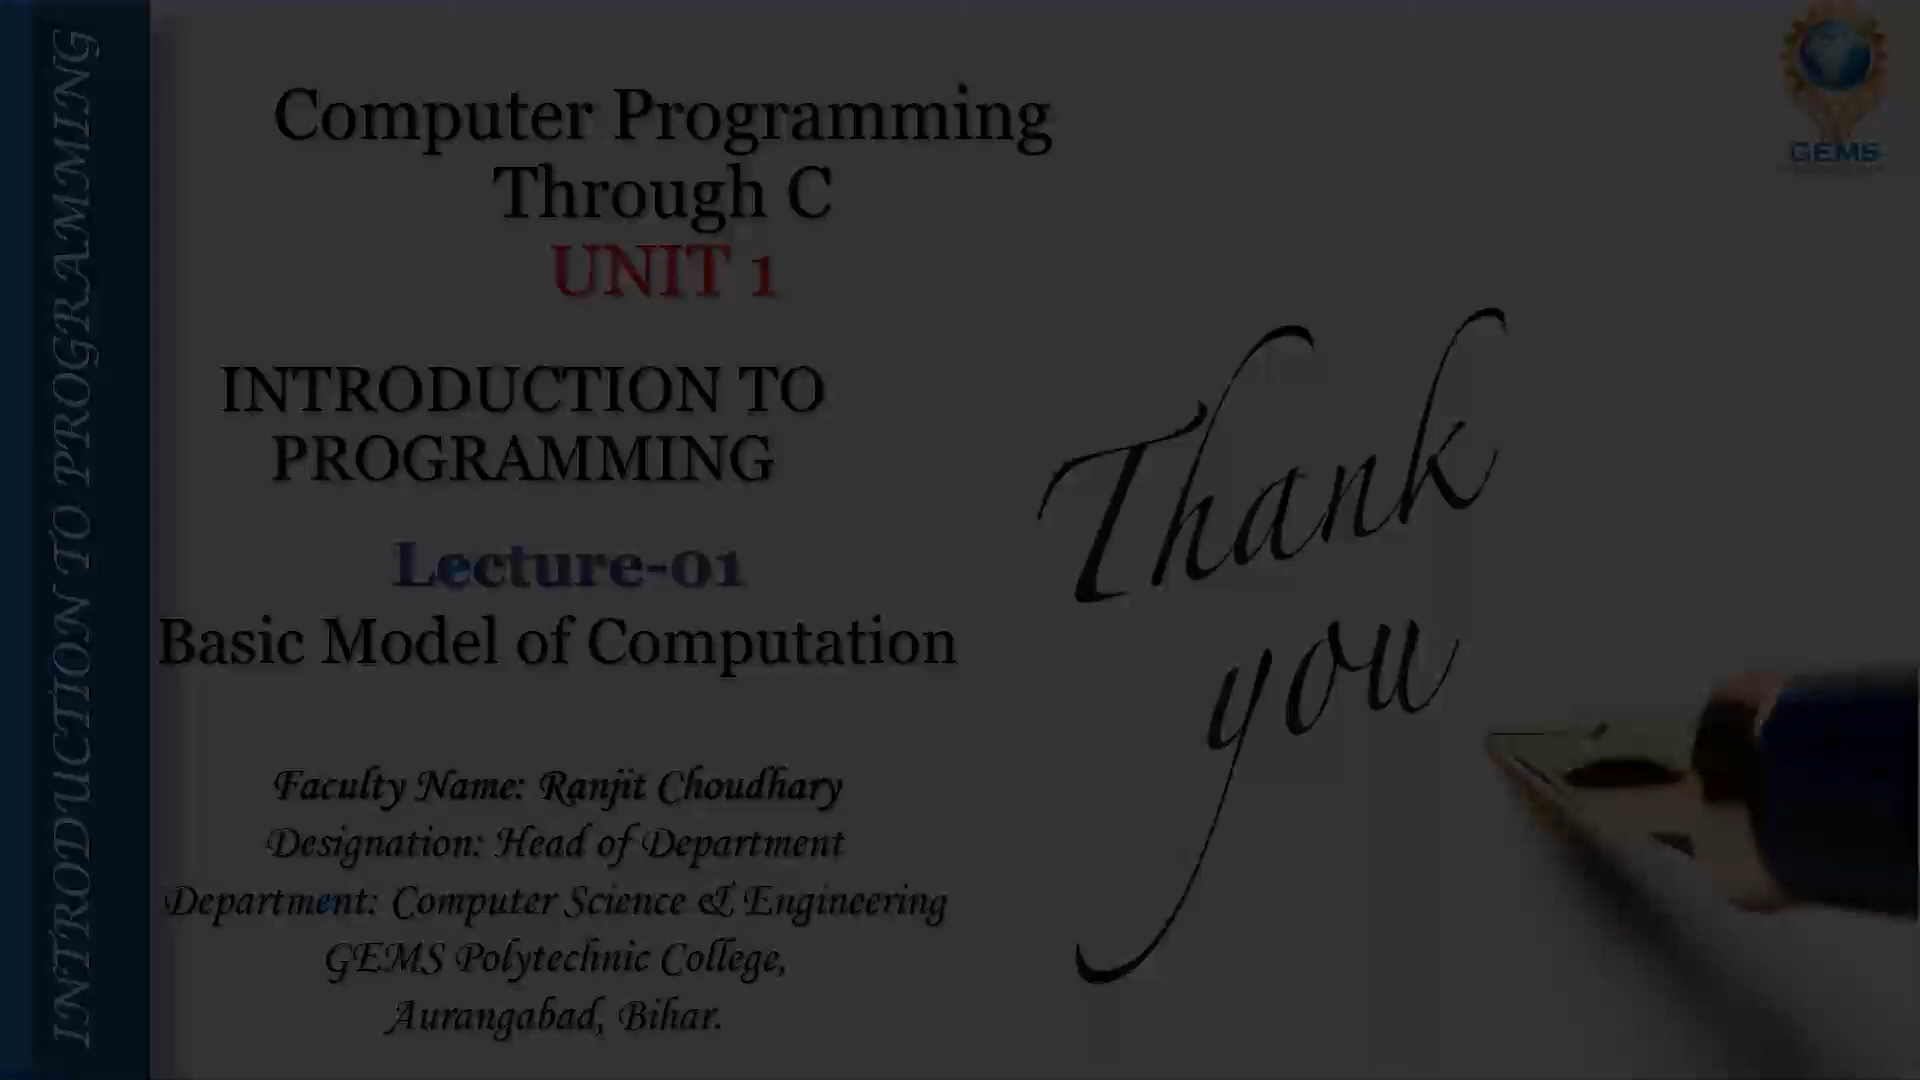 INTRODUCTION TO PROGRAMMING
Computer Programming
Through C
UNIT 1
INTRODUCTION TO
PROGRAMMING
Lecture-01
Basic Model of Computation
Faculty Name: Ranjit Choudhary
Designation: Head of Department
Department: Computer Science & Engineering
GEMS Polytechnic College,
Aurangabad, Bihar.
Thank
you
GEMS